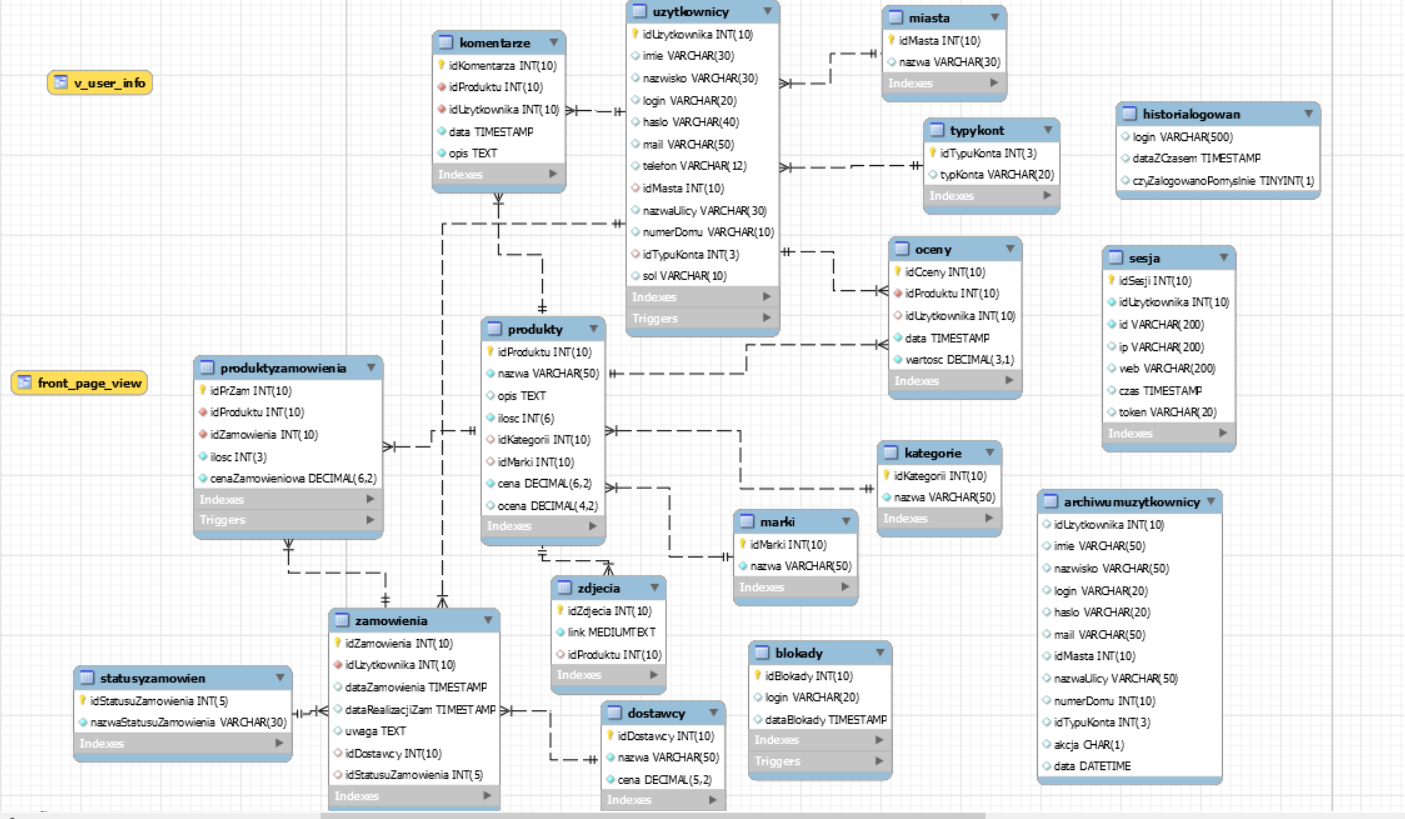 v_user_info
front_page_view
komentarze
idKomentarza INT(10)
idProduktu INT(10)
idUzytkownika INT(10)
data TIMESTAMP
opis TEXT
Indexes
uzytkownicy
idUzytkownika INT(10)
imie VARCHAR(30)
nazwisko VARCHAR(30)
login VARCHAR(20)
haslo VARCHAR(40)
mail VARCHAR(50)
telefon VARCHAR(12)
idMasta INT(10)
nazwaUlicy VARCHAR(30)
numerDomu VARCHAR(10)
idTypuKonta INT(3)
sol VARCHAR(10)
Indexes
Triggers
miasta
idMasta INT(10)
nazwa VARCHAR(30)
Indexes
typykont
idTypuKonta INT(3)
typKonta VARCHAR(20)
Indexes
historialogowan
login VARCHAR(500)
dataZCzasem TIMESTAMP
czyZalogowanoPomyslnie TINYINT(1)
oceny
idOceny INT(10)
idProduktu INT(10)
idUzytkownika INT(10)
data TIMESTAMP
wartosc DECIMAL(3,1)
Indexes
sesja
idSesji INT(10)
idUzytkownika INT(10)
id VARCHAR(200)
ip VARCHAR(200)
web VARCHAR(200)
czas TIMESTAMP
token VARCHAR(20)
Indexes
produkty
idProduktu INT(10)
nazwa VARCHAR(50)
opis TEXT
ilosc INT(6)
idKategorii INT(10)
idMarki INT(10)
cena DECIMAL(6,2)
ocena DECIMAL(4,2)
Indexes
produktyzamowienia
idPrZam INT(10)
idProduktu INT(10)
idZamowienia INT(10)
ilosc INT(3)
cenaZamowieniowa DECIMAL(6,2)
Indexes
Triggers
kategorie
idKategorii INT(10)
nazwa VARCHAR(50)
Indexes
marki
idMarki INT(10)
nazwa VARCHAR(50)
Indexes
archiwumuzytkownicy
idUzytkownika INT(10)
imie VARCHAR(50)
nazwisko VARCHAR(50)
login VARCHAR(20)
haslo VARCHAR(20)
mail VARCHAR(50)
idMasta INT(10)
nazwaUlicy VARCHAR(50)
numerDomu INT(10)
idTypuKonta INT(3)
akcja CHAR(1)
data DATETIME
zdjecia
idZdjecia INT(10)
link MEDIUMTEXT
idProduktu INT(10)
Indexes
zamowienia
idZamowienia INT(10)
idUzytkownika INT(10)
dataZamowienia TIMESTAMP
dataRealizacjiZam TIMESTAMP
uwaga TEXT
idDostawcy INT(10)
idStatusuZamowienia INT(5)
Indexes
statusyzamowien
idStatusuZamowienia INT(5)
nazwaStatusuZamowienia VARCHAR(30)
Indexes
blokady
idBlokady INT(10)
login VARCHAR(20)
dataBlokady TIMESTAMP
Indexes
Triggers
dostawcy
idDostawcy INT(10)
nazwa VARCHAR(50)
cena DECIMAL(5,2)
Indexes